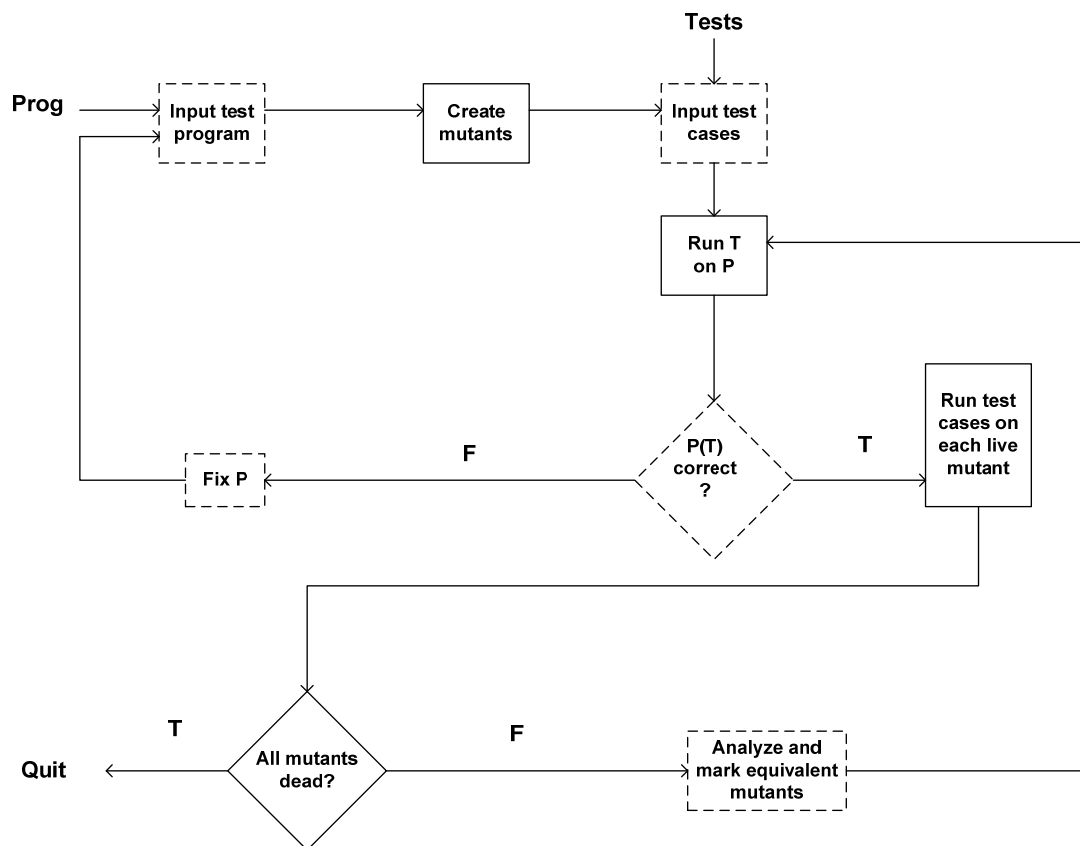 Tests
Prog
Input test
program
Create
mutants
Input test
cases
Run T
on P
Run test
cases on
each live
mutant
P(T)
correct
?
T
F
Fix P
All mutants
dead?
T
Quit
F
Analyze and
mark equivalent
mutants